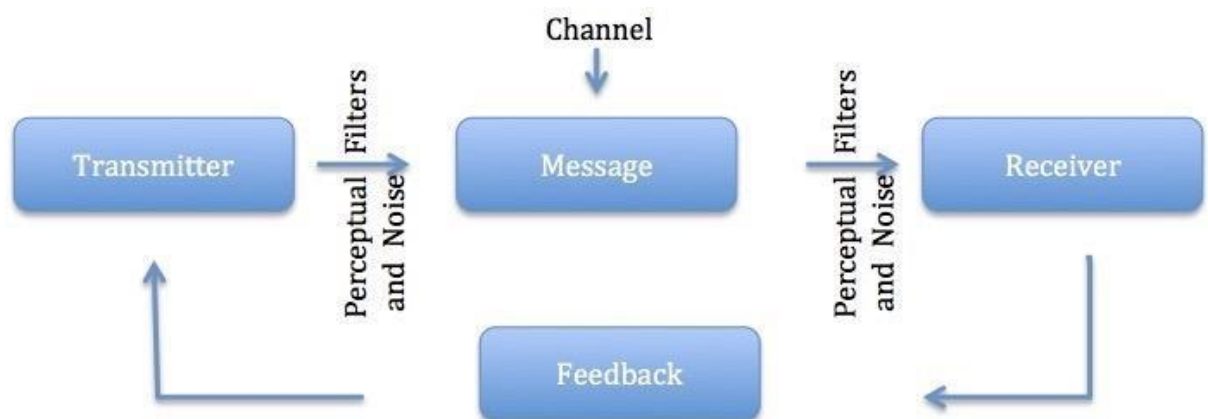 Channel
Transmitter
Perceptual Filters
and Noise
Message
Perceptual Filters
and Noise
Receiver
Feedback